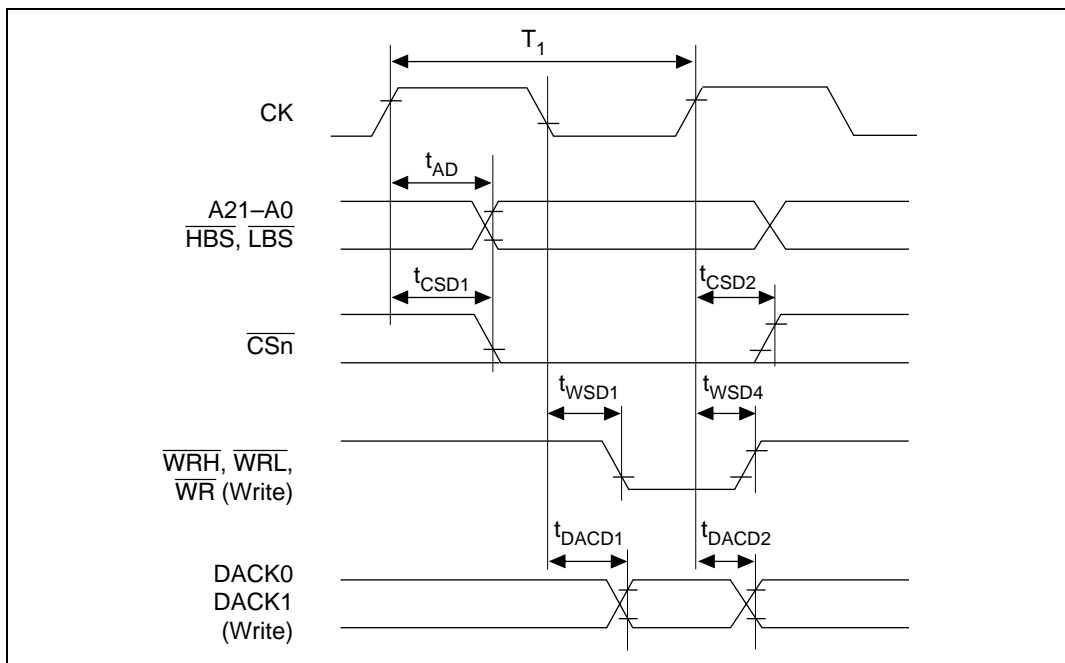 T1
CK
tAD
A21–A0
HBS, LBS
tCSD1
tCSD2
CSn
tWSD1
tWSD4
WRH, WRL,
WR (Write)
tDACD1
tDACD2
DACK0
DACK1
(Write)